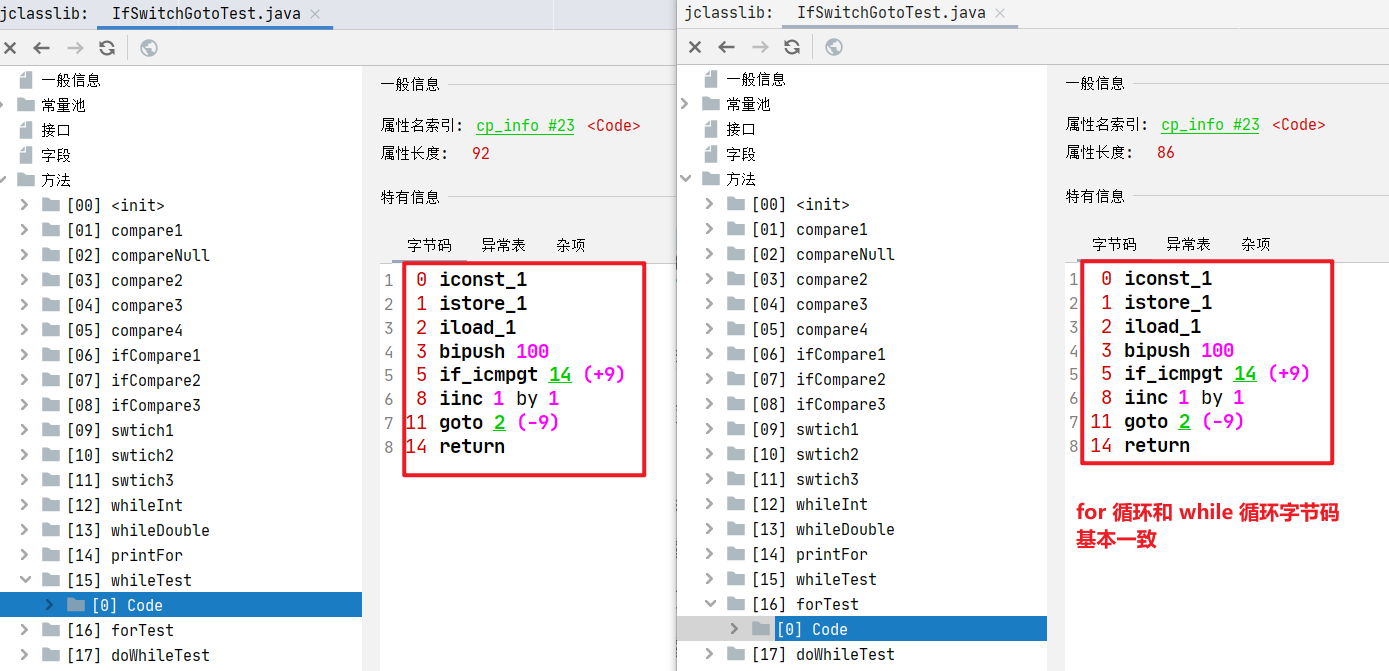 jclasslib: IfSwitchGotoTest.java
一般信息
常量池
接口
字段
方法
[00] <init>
[01] compare1
[02] compareNull
[03] compare2
[04] compare3
[05] compare4
[06] ifCompare1
[07] ifCompare2
[08] ifCompare3
[09] swtich1
[10] swtich2
[11] swtich3
[12] whileInt
[13] whileDouble
[14] printFor
[15] whileTest
[0] Code
[16] forTest
[17] doWhileTest
一般信息
属性名索引: cp_info #23 <Code>
属性长度: 92
特有信息
字节码 异常表 杂项
1 0 iconst_1
2 1 istore_1
3 2 iload_1
4 3 bipush 100
5 5 if_icmpgt 14 (+9)
6 8 iinc 1 by 1
7 11 goto 2 (-9)
8 14 return
jclasslib: IfSwitchGotoTest.java
一般信息
常量池
接口
字段
方法
[00] <init>
[01] compare1
[02] compareNull
[03] compare2
[04] compare3
[05] compare4
[06] ifCompare1
[07] ifCompare2
[08] ifCompare3
[09] swtich1
[10] swtich2
[11] swtich3
[12] whileInt
[13] whileDouble
[14] printFor
[15] whileTest
[16] forTest
[0] Code
[17] doWhileTest
一般信息
属性名索引: cp_info #23 <Code>
属性长度: 86
特有信息
字节码 异常表 杂项
1 0 iconst_1
2 1 istore_1
3 2 iload_1
4 3 bipush 100
5 5 if_icmpgt 14 (+9)
6 8 iinc 1 by 1
7 11 goto 2 (-9)
8 14 return
for 循环和 while 循环字节码
基本一致